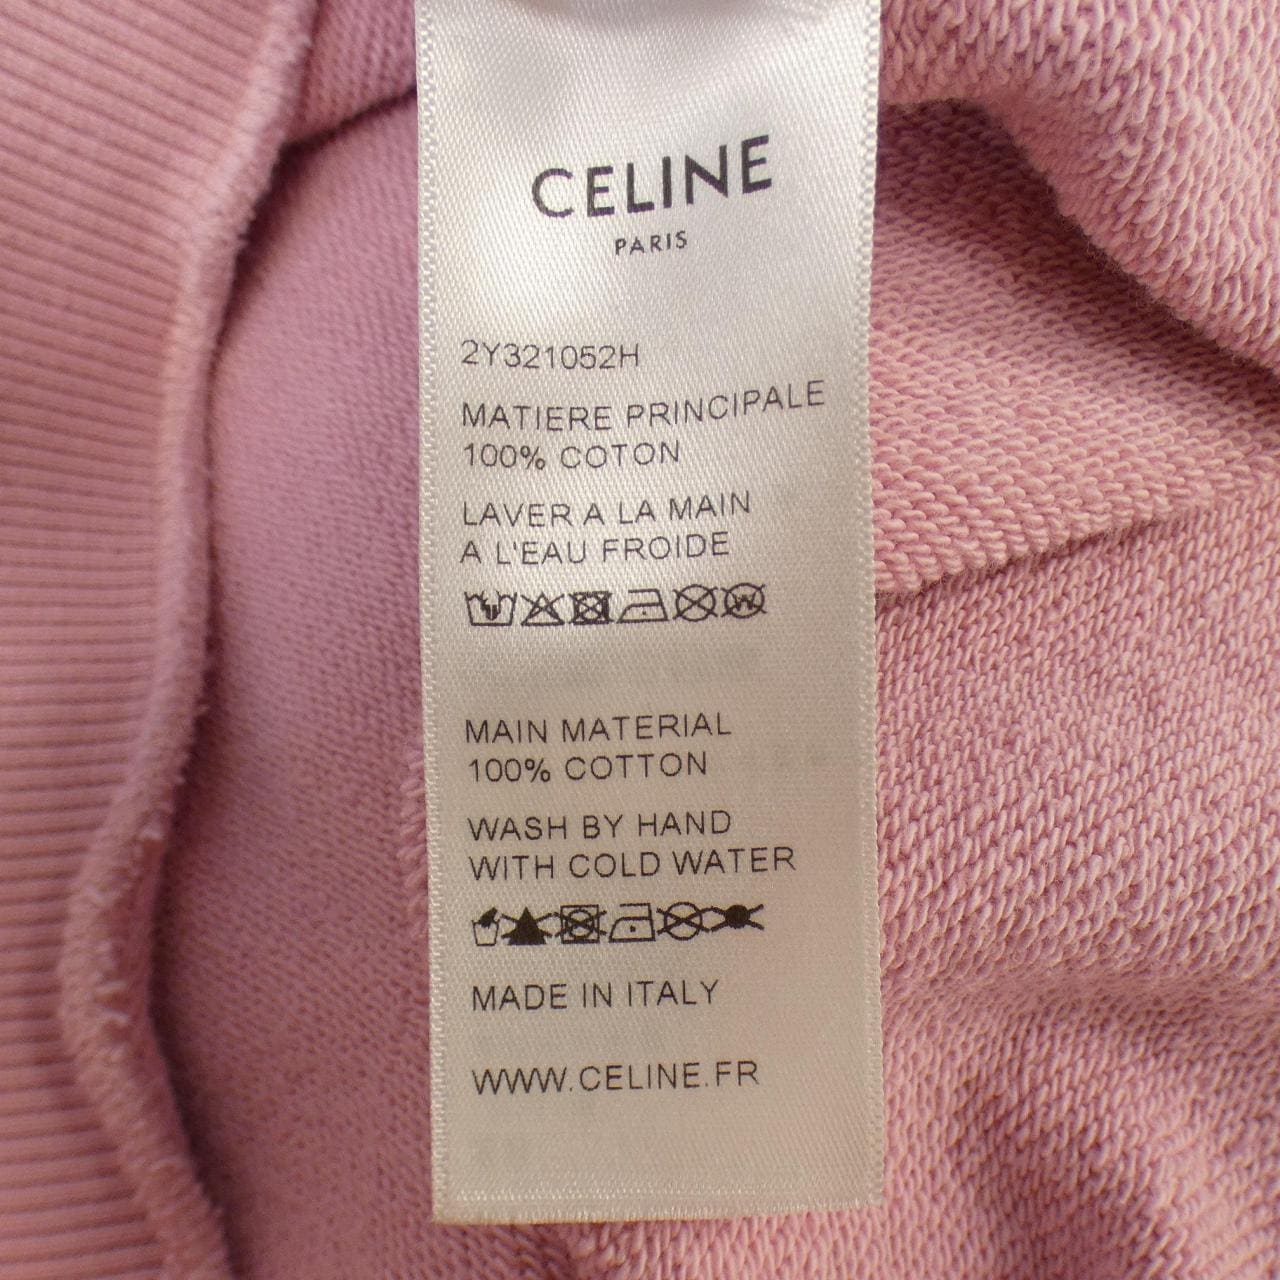 CELINE
PARIS
2Y321052H
MATIERE PRINCIPALE
100% COTON
LAVER A LA MAIN
A L'EAU FROIDE
MAIN MATERIAL
100% COTTON
WASH BY HAND
WITH COLD WATER
MADE IN ITALY
WWW.CELINE.FR